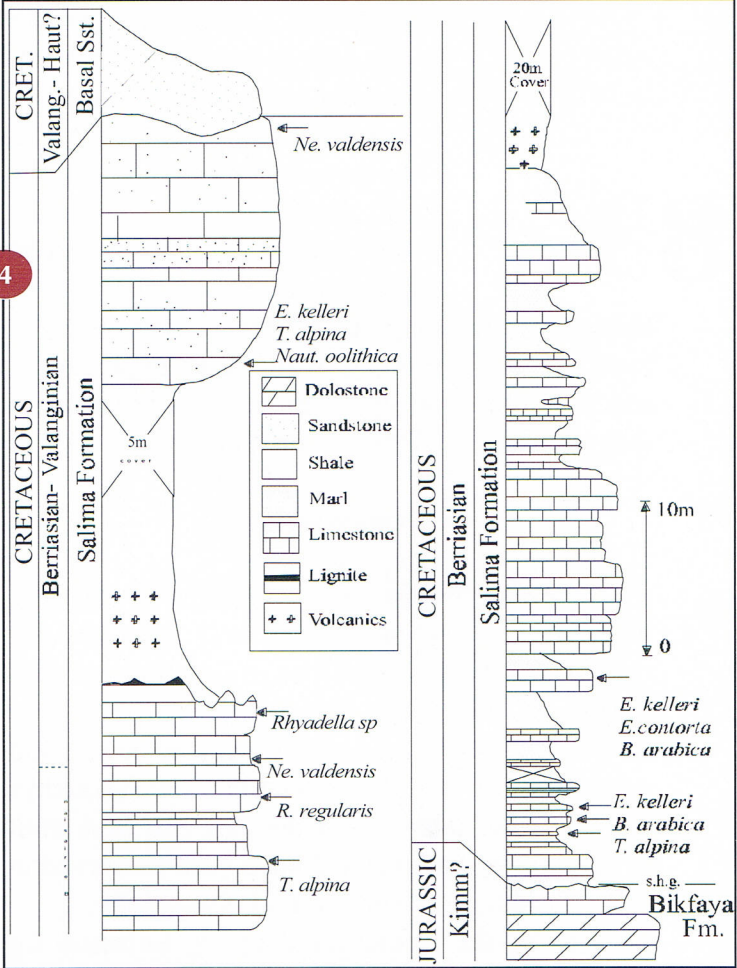 CRET.
Valang.- Haut?
Basal Sst.
Ne. valdensis
4
CRETACEOUS
Berriasian- Valanginian
Salima Formation
E. kelleri
T. alpina
Naut. oolithica
5m
cover
Rhyadella sp
Ne. valdensis
R. regularis
T. alpina
Dolostone
Sandstone
Shale
Marl
Limestone
Lignite
Volcanics
20m
Cover
CRETACEOUS
Berriasian
Salima Formation
10m
0
E. kelleri
E.contorta
B. arabica
E. kelleri
B. arabica
T. alpina
JURASSIC
Kimm?
s.h.g.
Bikfaya
Fm.